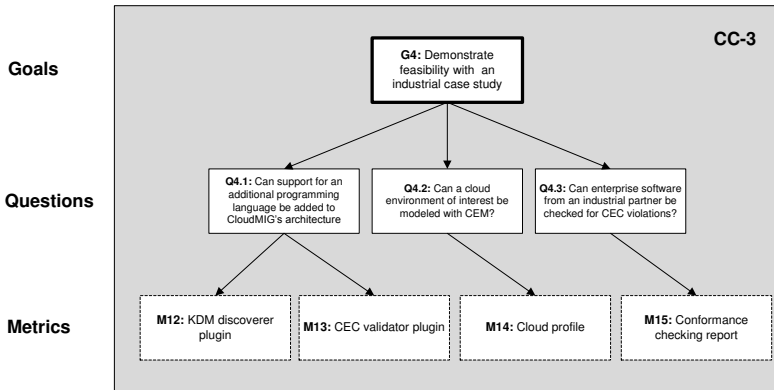 CC-3
Goals
G4: Demonstrate
feasibility with an
industrial case study
Questions
Q4.1: Can support for an
additional programming
language be added to
CloudMIG's architecture
Q4.2: Can a cloud
environment of interest be
modeled with CEM?
Q4.3: Can enterprise software
from an industrial partner be
checked for CEC violations?
Metrics
M12: KDM discoverer
plugin
M13: CEC validator plugin
M14: Cloud profile
M15: Conformance
checking report